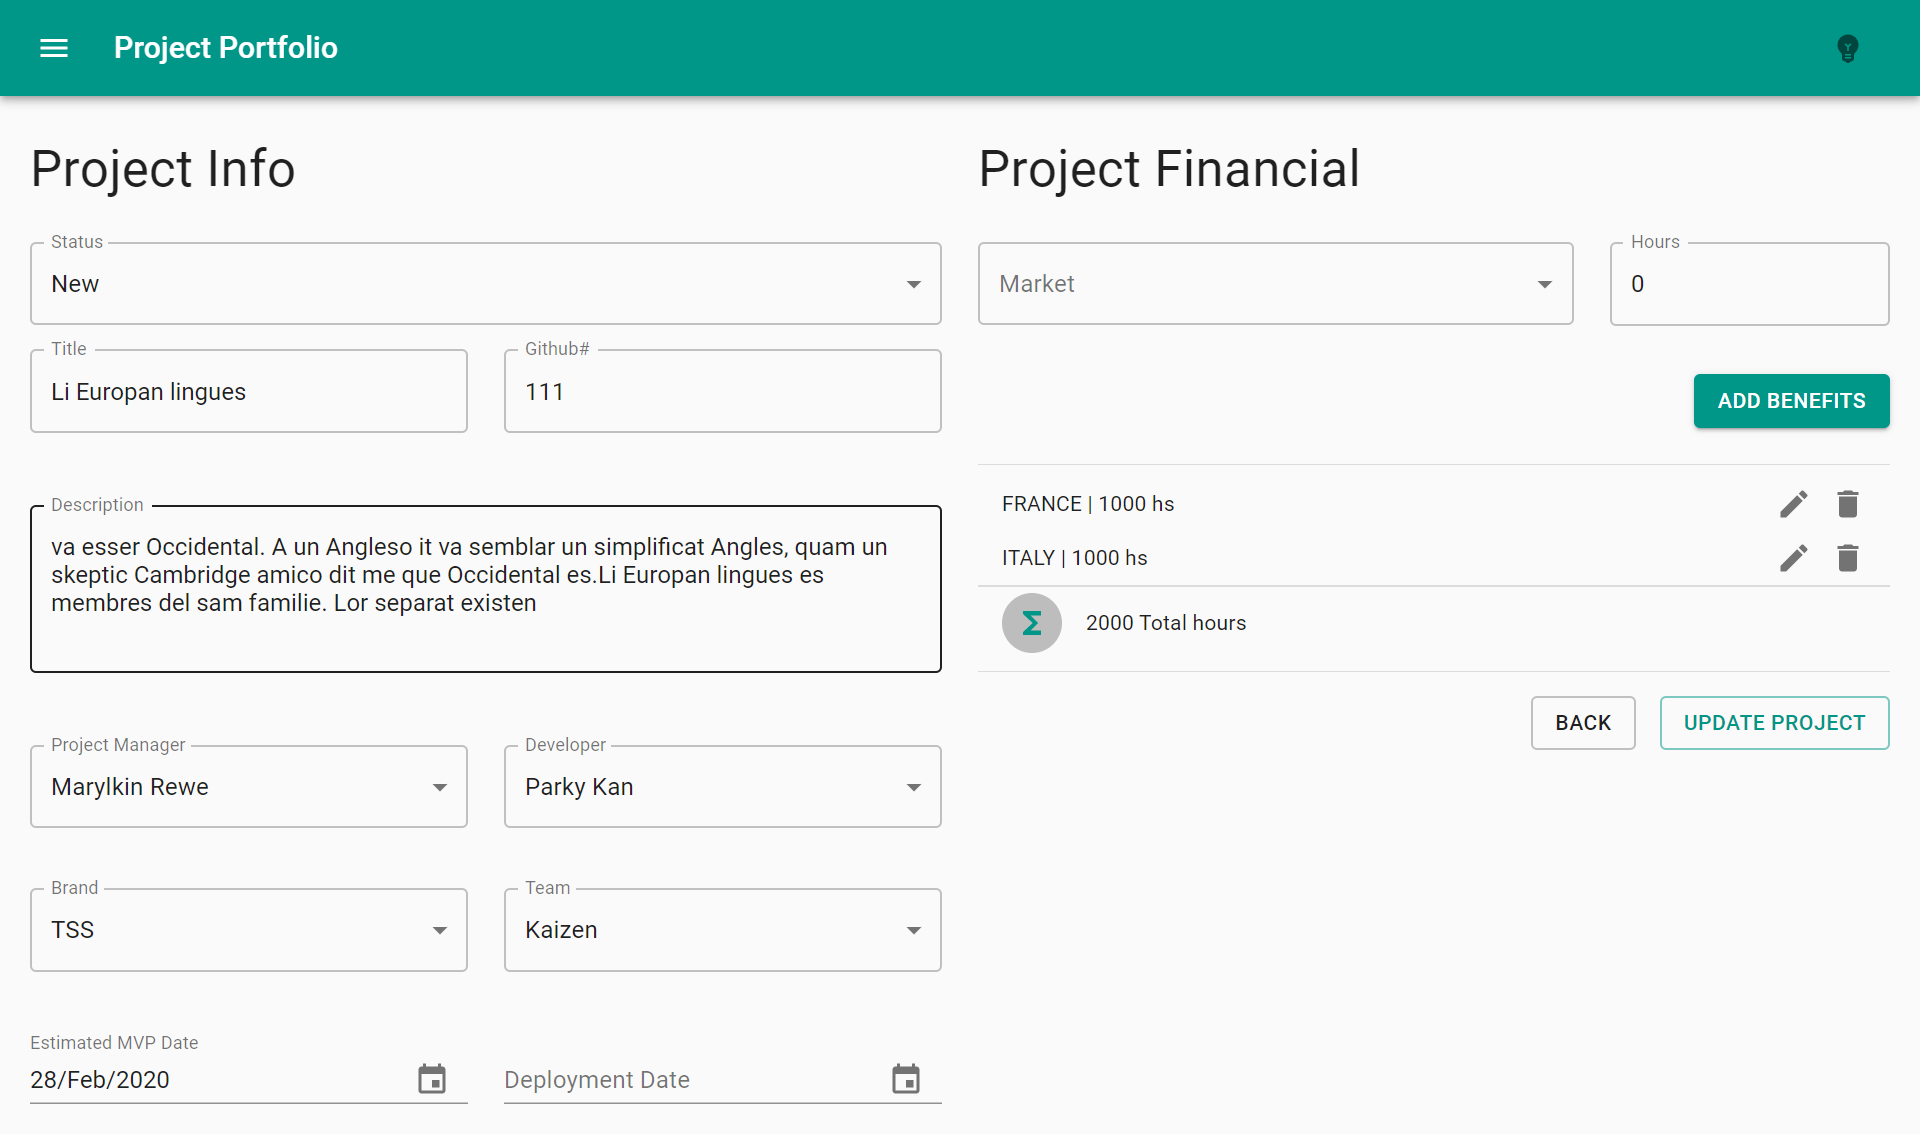 Project Portfolio
Project Info
Status
New
Title
Li Europan lingues
Github#
111
Description
va esser Occidental. A un Angleso it va semblar un simplificat Angles, quam un
skeptic Cambridge amico dit me que Occidental es.Li Europan lingues es
membres del sam familie. Lor separat existen
Project Manager
Marylkin Rewe
Developer
Parky Kan
Brand
TSS
Team
Kaizen
Estimated MVP Date
28/Feb/2020
Deployment Date
Project Financial
Market
Hours
0
ADD BENEFITS
FRANCE | 1000 hs
ITALY | 1000 hs
Σ
2000 Total hours
BACK
UPDATE PROJECT